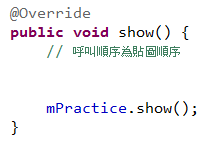 @Override
public void show() {
// 呼叫順序為貼圖順序
mPractice.show();
}